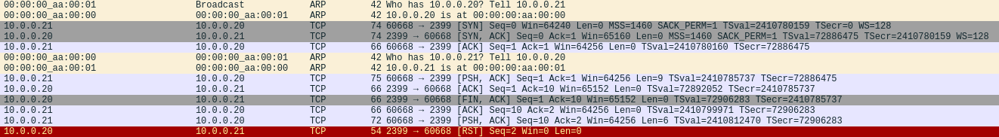 00:00:00_aa:00:01 Broadcast ARP 42 Who has 10.0.0.20? Tell 10.0.0.21
00:00:00_aa:00:00 00:00:00_aa:00:01 ARP 42 10.0.0.20 is at 00:00:00:aa:00:00
10.0.0.21 10.0.0.20 TCP 74 60668 → 2399 [SYN] Seq=0 Win=64240 Len=0 MSS=1460 SACK_PERM=1 TSval=2410780159 TSecr=0 WS=128
10.0.0.20 10.0.0.21 TCP 74 2399 → 60668 [SYN, ACK] Seq=0 Ack=1 Win=65160 Len=0 MSS=1460 SACK_PERM=1 TSval=72886475 TSecr=2410780159 WS=128
10.0.0.21 10.0.0.20 TCP 66 60668 → 2399 [ACK] Seq=1 Ack=1 Win=64256 Len=0 TSval=2410780160 TSecr=72886475
00:00:00_aa:00:00 00:00:00_aa:00:01 ARP 42 Who has 10.0.0.21? Tell 10.0.0.20
00:00:00_aa:00:01 00:00:00_aa:00:00 ARP 42 10.0.0.21 is at 00:00:00:aa:00:01
10.0.0.21 10.0.0.20 TCP 75 60668 → 2399 [PSH, ACK] Seq=1 Ack=1 Win=64256 Len=9 TSval=2410785737 TSecr=72886475
10.0.0.20 10.0.0.21 TCP 66 2399 → 60668 [ACK] Seq=1 Ack=10 Win=65152 Len=0 TSval=72892052 TSecr=2410785737
10.0.0.20 10.0.0.21 TCP 66 2399 → 60668 [FIN, ACK] Seq=1 Ack=10 Win=65152 Len=0 TSval=72906283 TSecr=2410785737
10.0.0.21 10.0.0.20 TCP 66 60668 → 2399 [ACK] Seq=10 Ack=2 Win=64256 Len=0 TSval=2410799971 TSecr=72906283
10.0.0.21 10.0.0.20 TCP 72 60668 → 2399 [PSH, ACK] Seq=10 Ack=2 Win=64256 Len=6 TSval=2410812470 TSecr=72906283
10.0.0.20 10.0.0.21 TCP 54 2399 → 60668 [RST] Seq=2 Win=0 Len=0